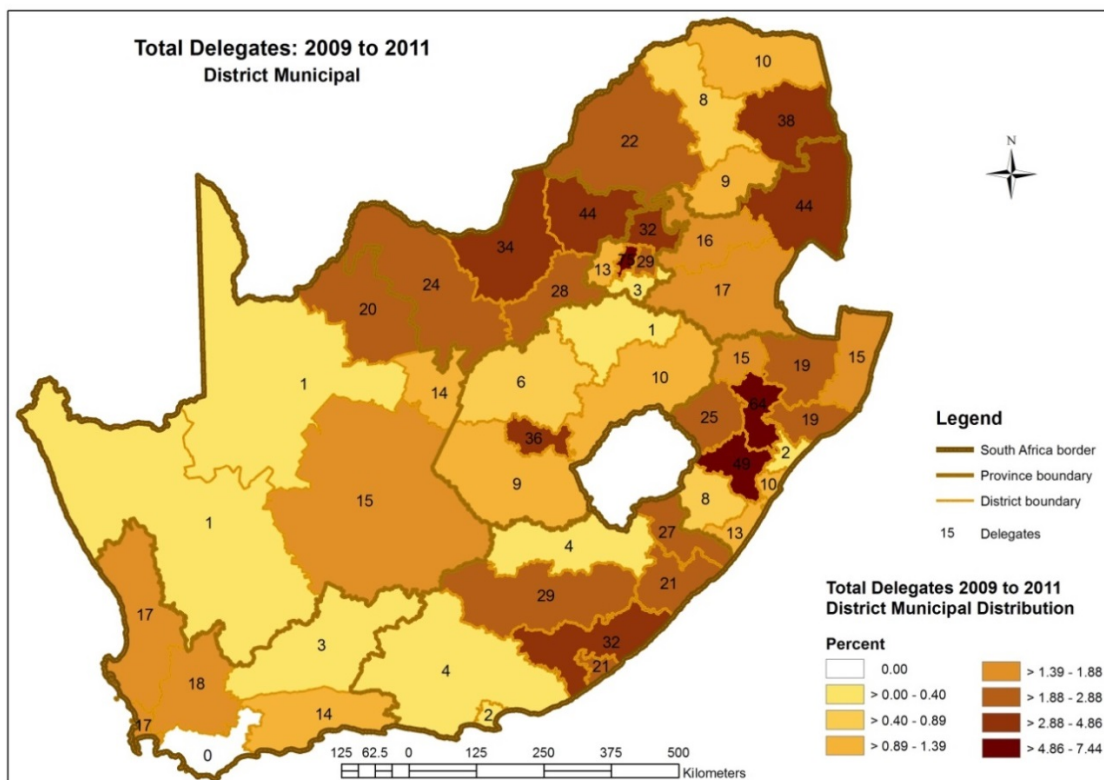 Total Delegates: 2009 to 2011
District Municipal
10
8
38
22
N
9
44
44
32
34
16
29
13
24
28
3
17
20
1
15
19
15
1
6
10
14
25
19
36
2
49
9
10
15
8
1
13
27
4
21
29
17
32
3
21
4
18
14
2
17
0
Legend
South Africa border
Province boundary
District boundary
15 Delegates
Total Delegates 2009 to 2011
District Municipal Distribution
Percent
0.00
> 0.00 - 0.40
> 0.40 - 0.89
> 0.89 - 1.39
> 1.39 - 1.88
> 1.88 - 2.88
> 2.88 - 4.86
> 4.86 - 7.44
125 62.5 0 125 250 375 500
Kilometers